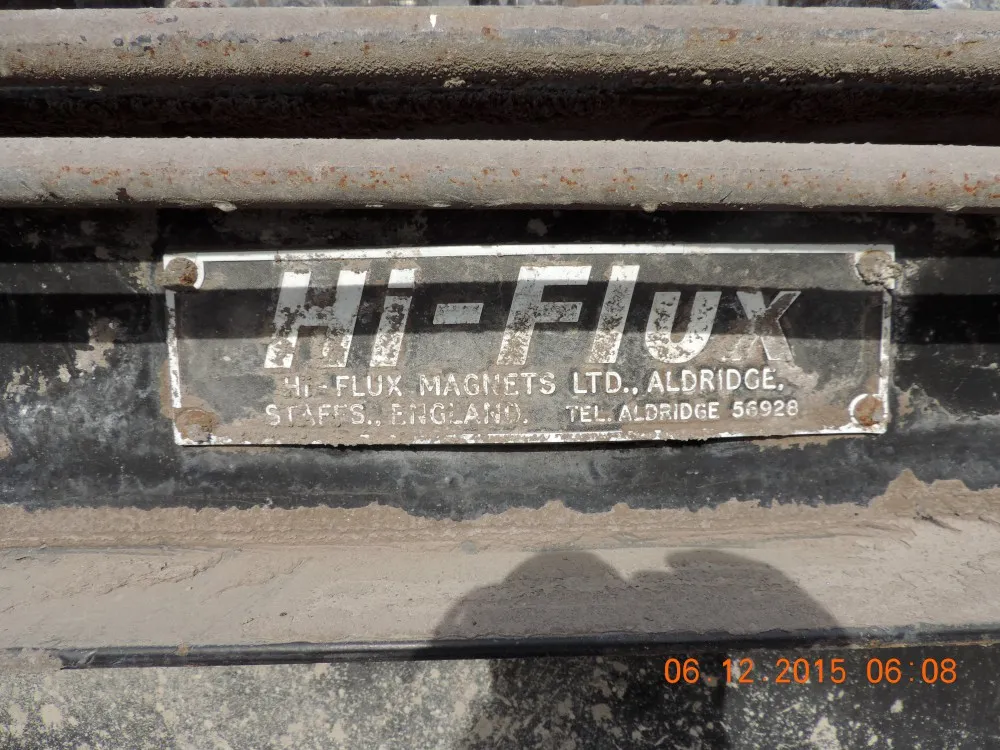 Hi-Flux
HI-FLUX MAGNETS LTD., ALDRIDGE,
STAFFS., ENGLAND. TEL. ALDRIDGE 56928
06.12.2015 06:08